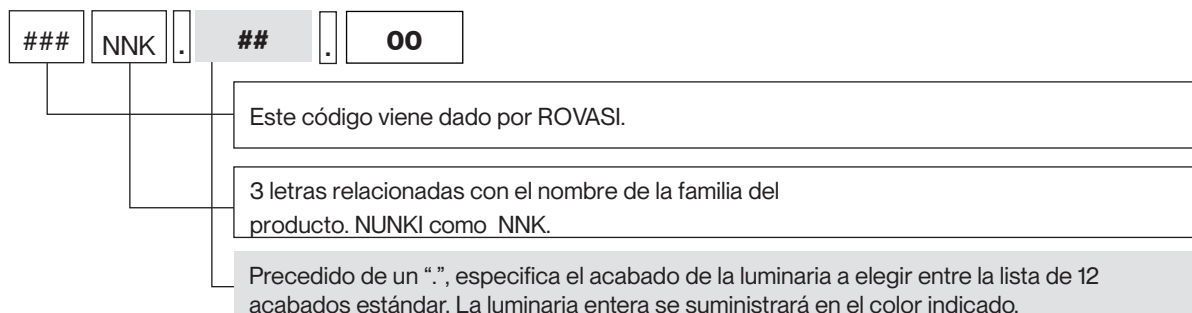 ### NNK . ## . 00
Este código viene dado por ROVASI.
3 letras relacionadas con el nombre de la familia del
producto. NUNKI como NNK.
Precedido de un “.”, especifica el acabado de la luminaria a elegir entre la lista de 12
acabados estándar. La luminaria entera se suministrará en el color indicado.